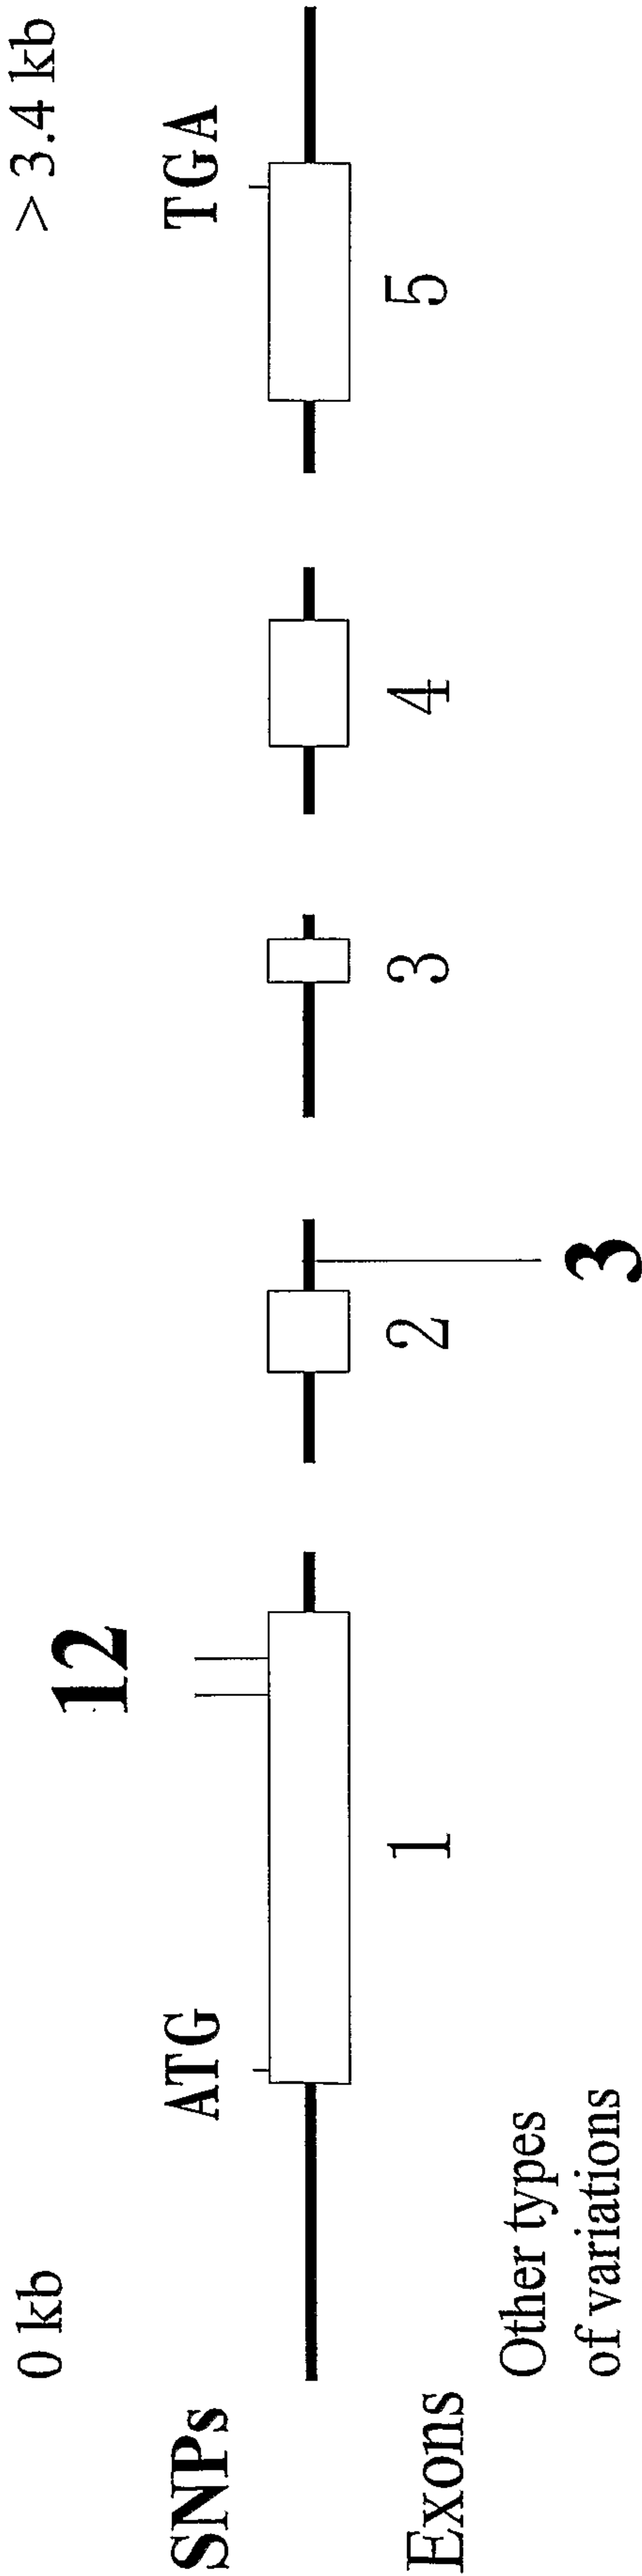 0 kb > 3.4 kb
SNPs ATG 12 TGA
Exons 1 2 3 4 5
Other types
of variations 3